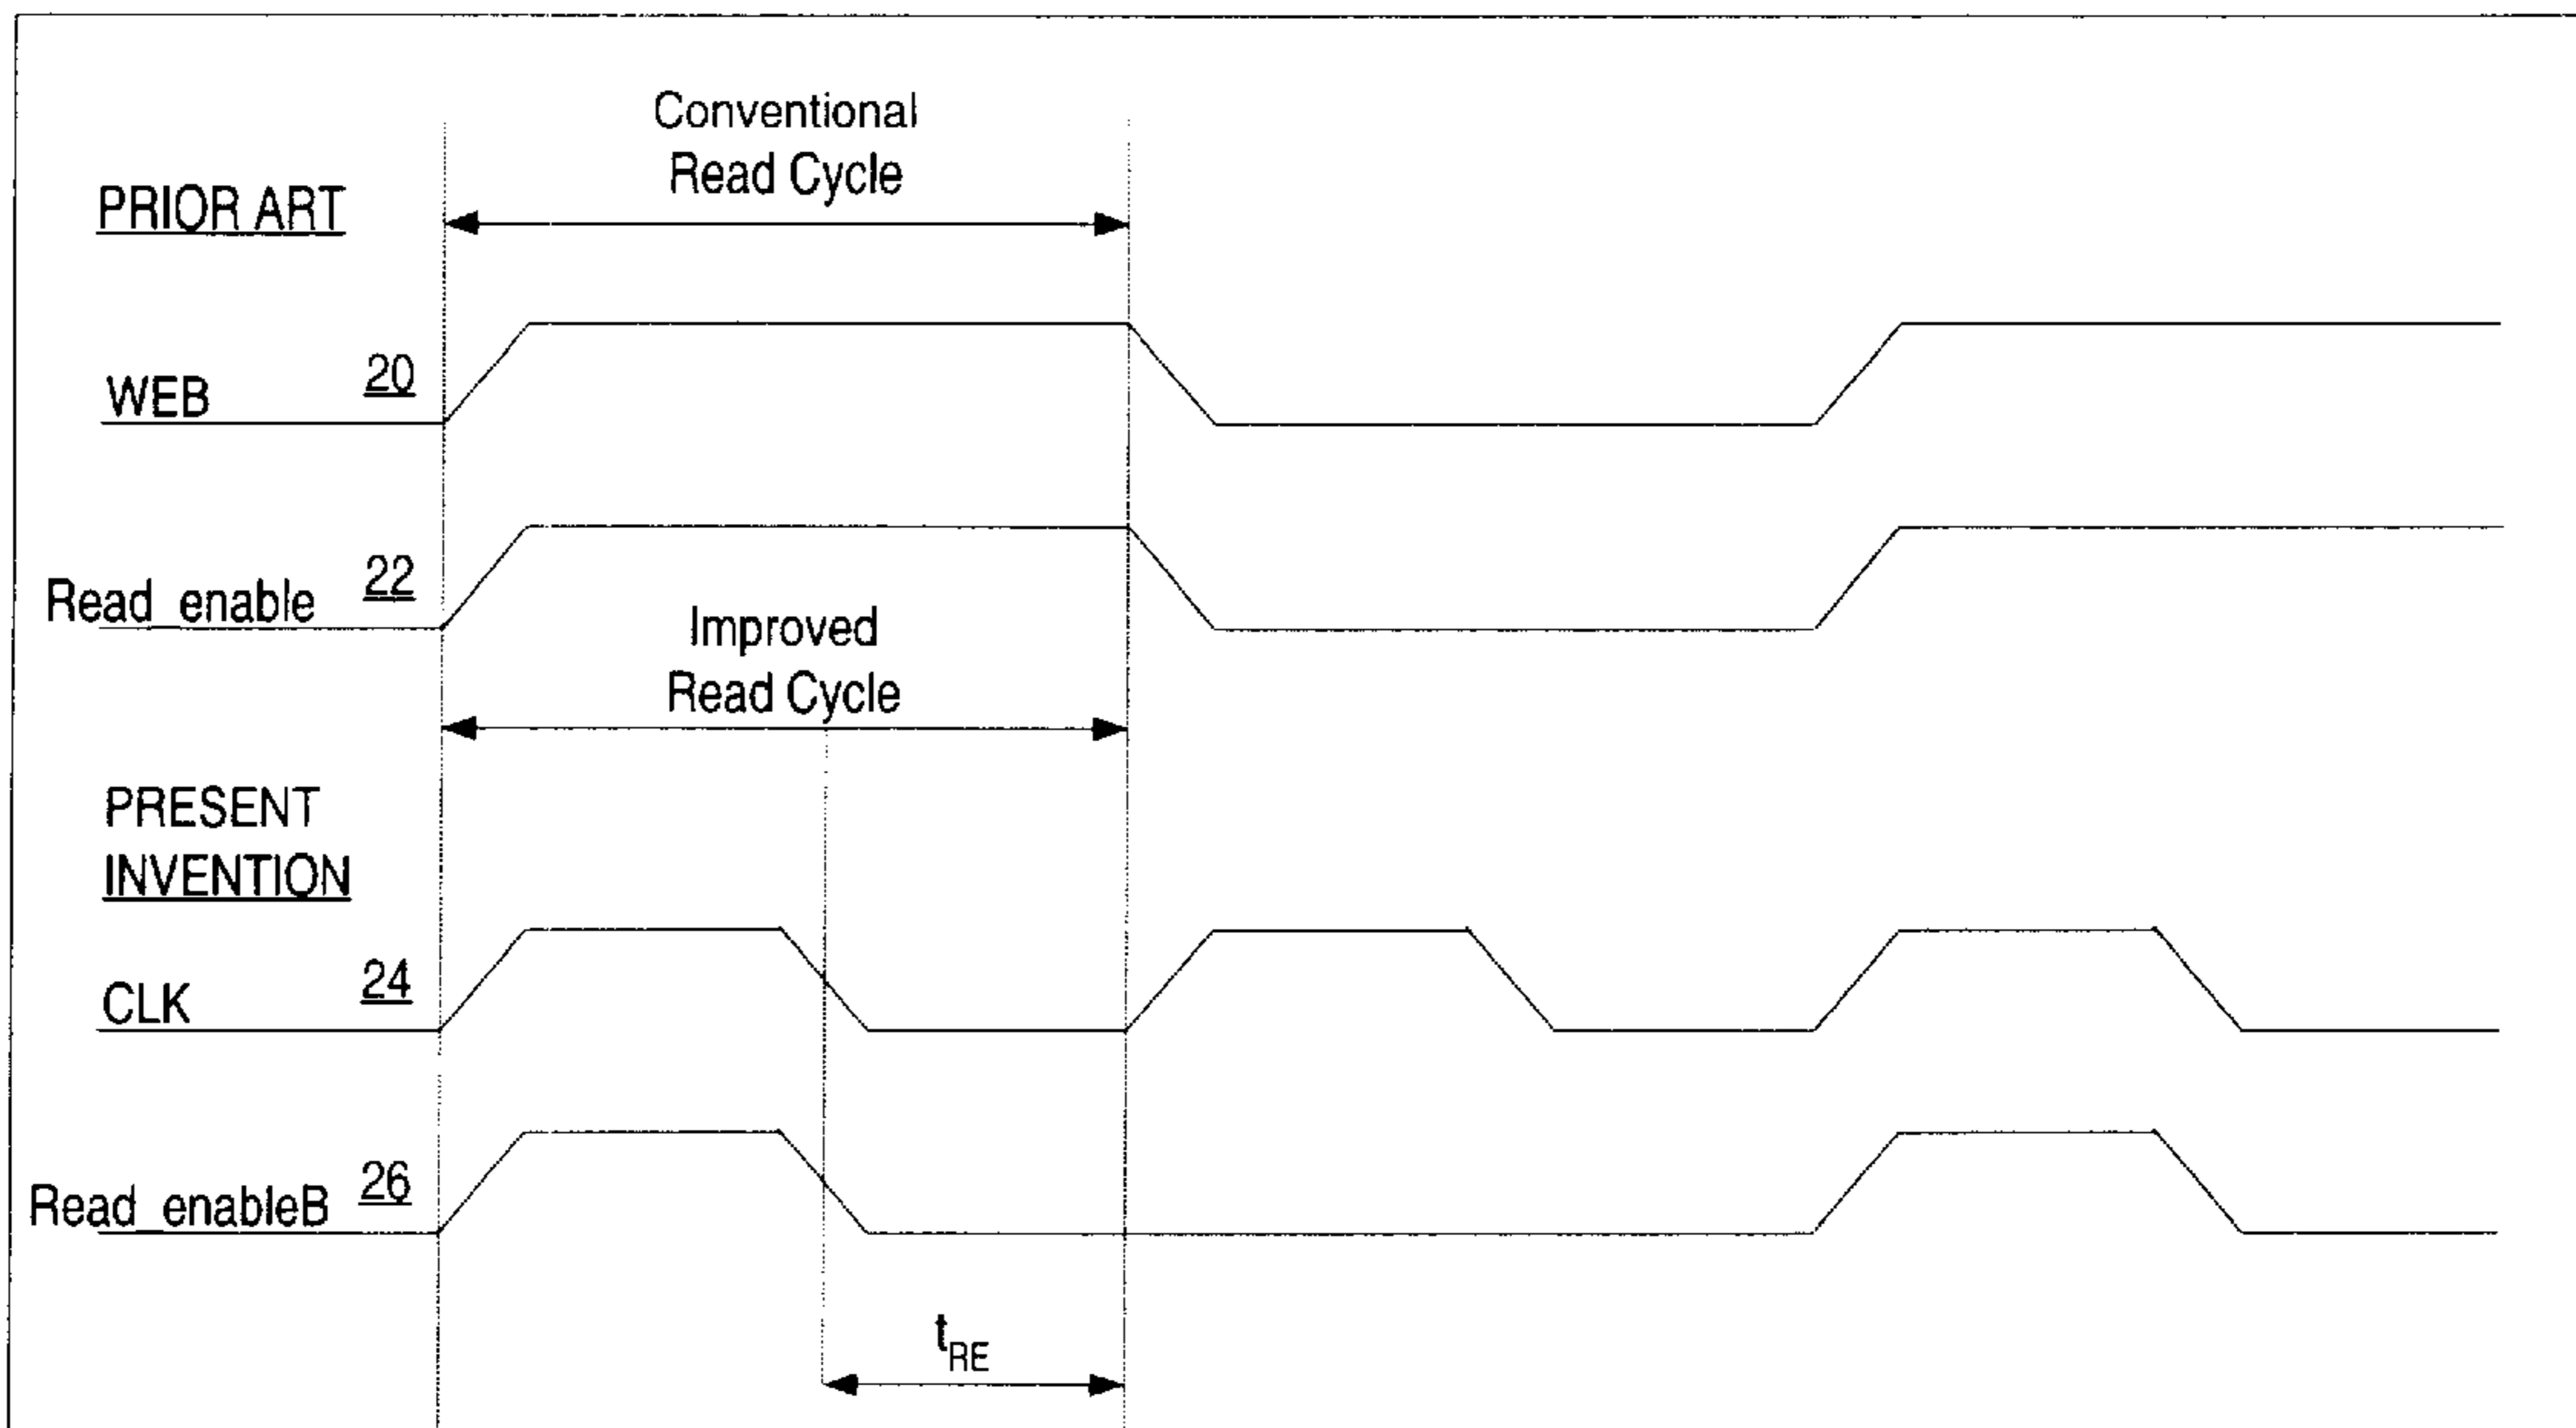 Conventional
Read Cycle
PRIOR ART
WEB 20
Read_enable 22
Improved
Read Cycle
PRESENT
INVENTION
CLK 24
Read_enableB 26
tRE